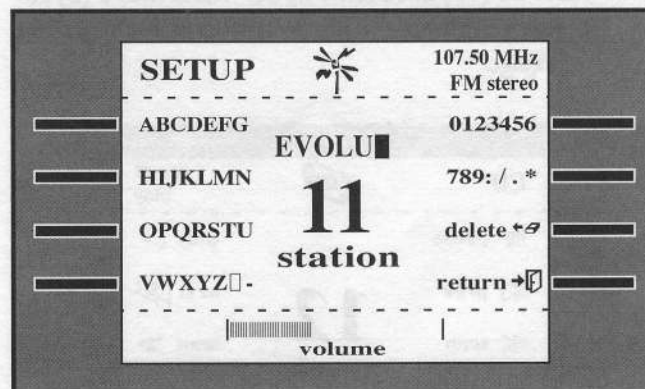 SETUP
107.50 MHz
FM stereo
ABCDEFG
0123456
EVOLU
HIJKLMN
789: / . *
11
OPQRSTU
delete
station
VWXYZ▯ -
return
volume